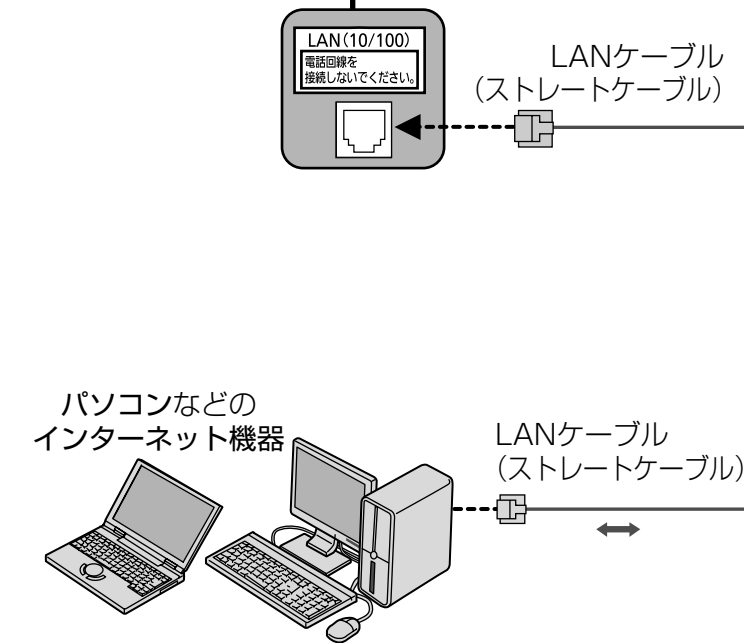 LAN(10/100)
電話回線を
接続しないでください。
LANケーブル
（ストレートケーブル）
パソコンなどの
インターネット機器
LANケーブル
（ストレートケーブル）